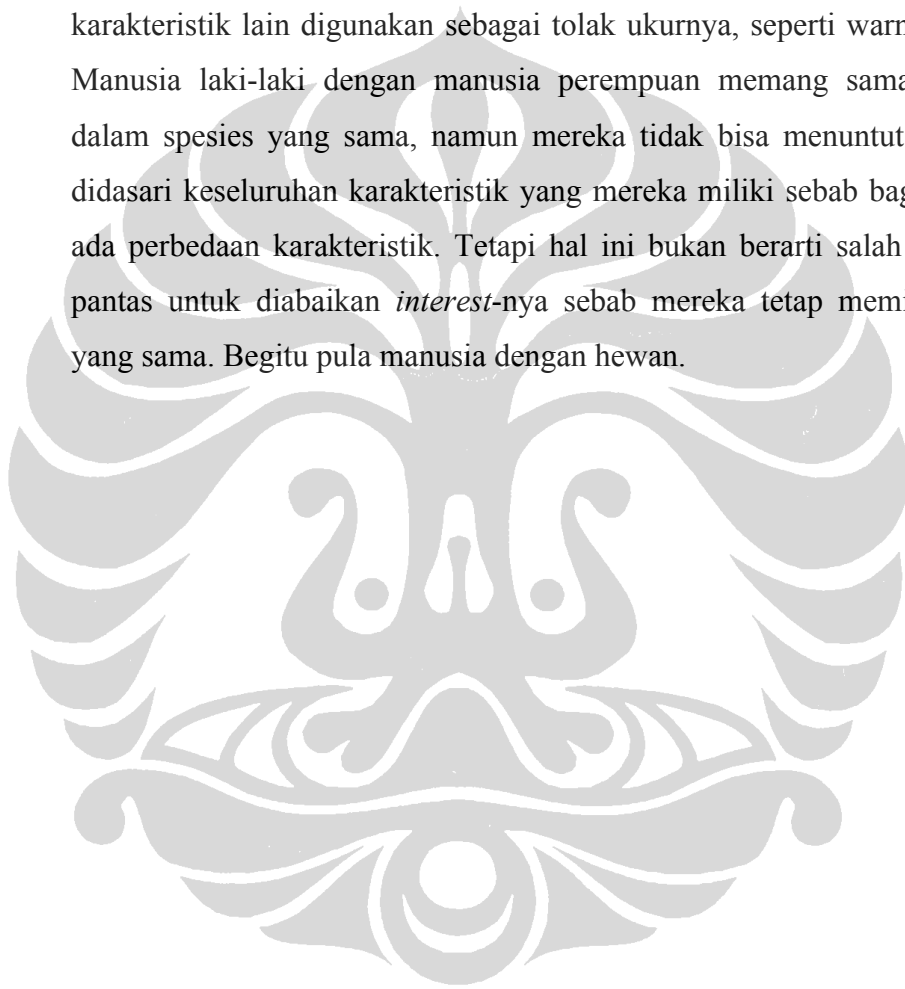 karakteristik lain digunakan sebagai tolak ukurnya, seperti warn
Manusia laki-laki dengan manusia perempuan memang sama
dalam spesies yang sama, namun mereka tidak bisa menuntut
didasari keseluruhan karakteristik yang mereka miliki sebab bag
ada perbedaan karakteristik. Tetapi hal ini bukan berarti salah
pantas untuk diabaikan interest-nya sebab mereka tetap memi
yang sama. Begitu pula manusia dengan hewan.